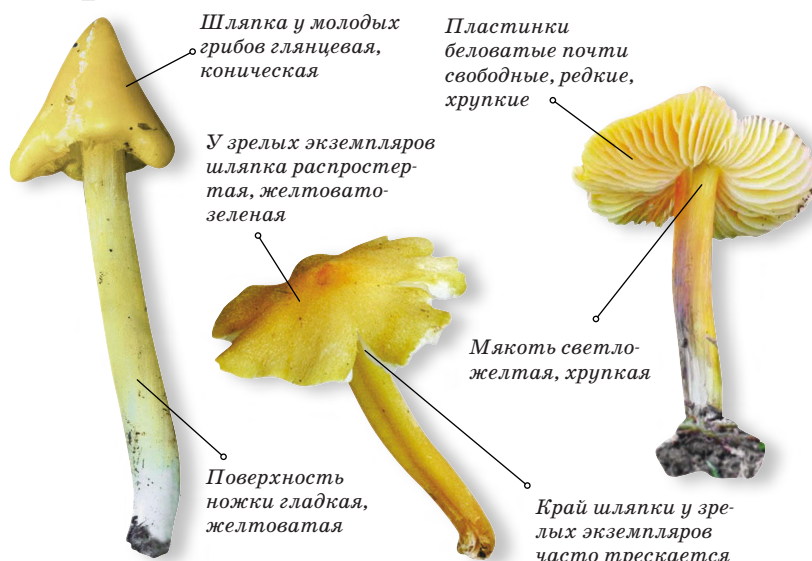 Шляпка у молодых
грибов глянцевая,
коническая
Пластинки
беловатые почти
свободные, редкие,
хрупкие
У зрелых экземпляров
шляпка распростер-
тая, желтовато-
зеленая
Мякоть светло-
желтая, хрупкая
Поверхность
ножки гладкая,
желтоватая
Край шляпки у зре-
лых экземпляров
часто трескается